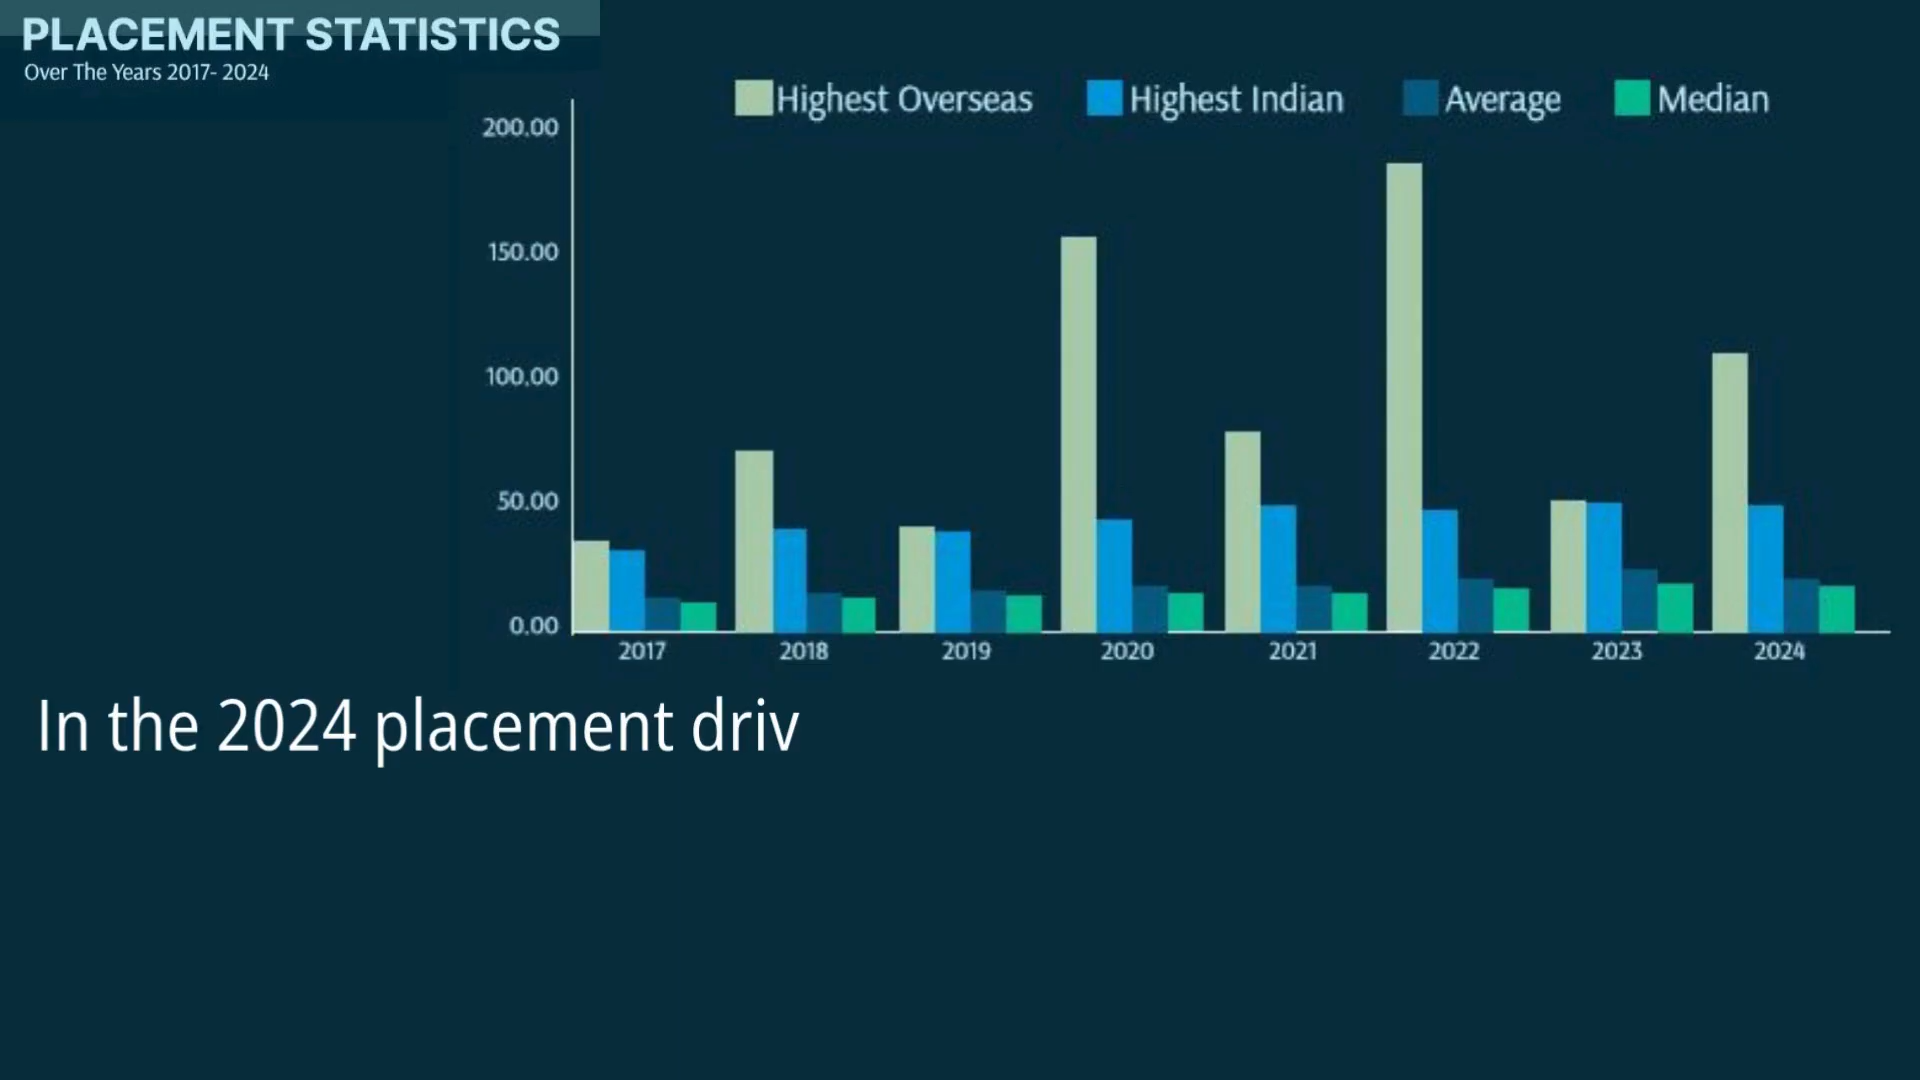 PLACEMENT STATISTICS
Over The Years 2017- 2024
Highest Overseas Highest Indian Average Median
200.00
150.00
100.00
50.00
0.00
2017 2018 2019 2020 2021 2022 2023 2024
In the 2024 placement driv